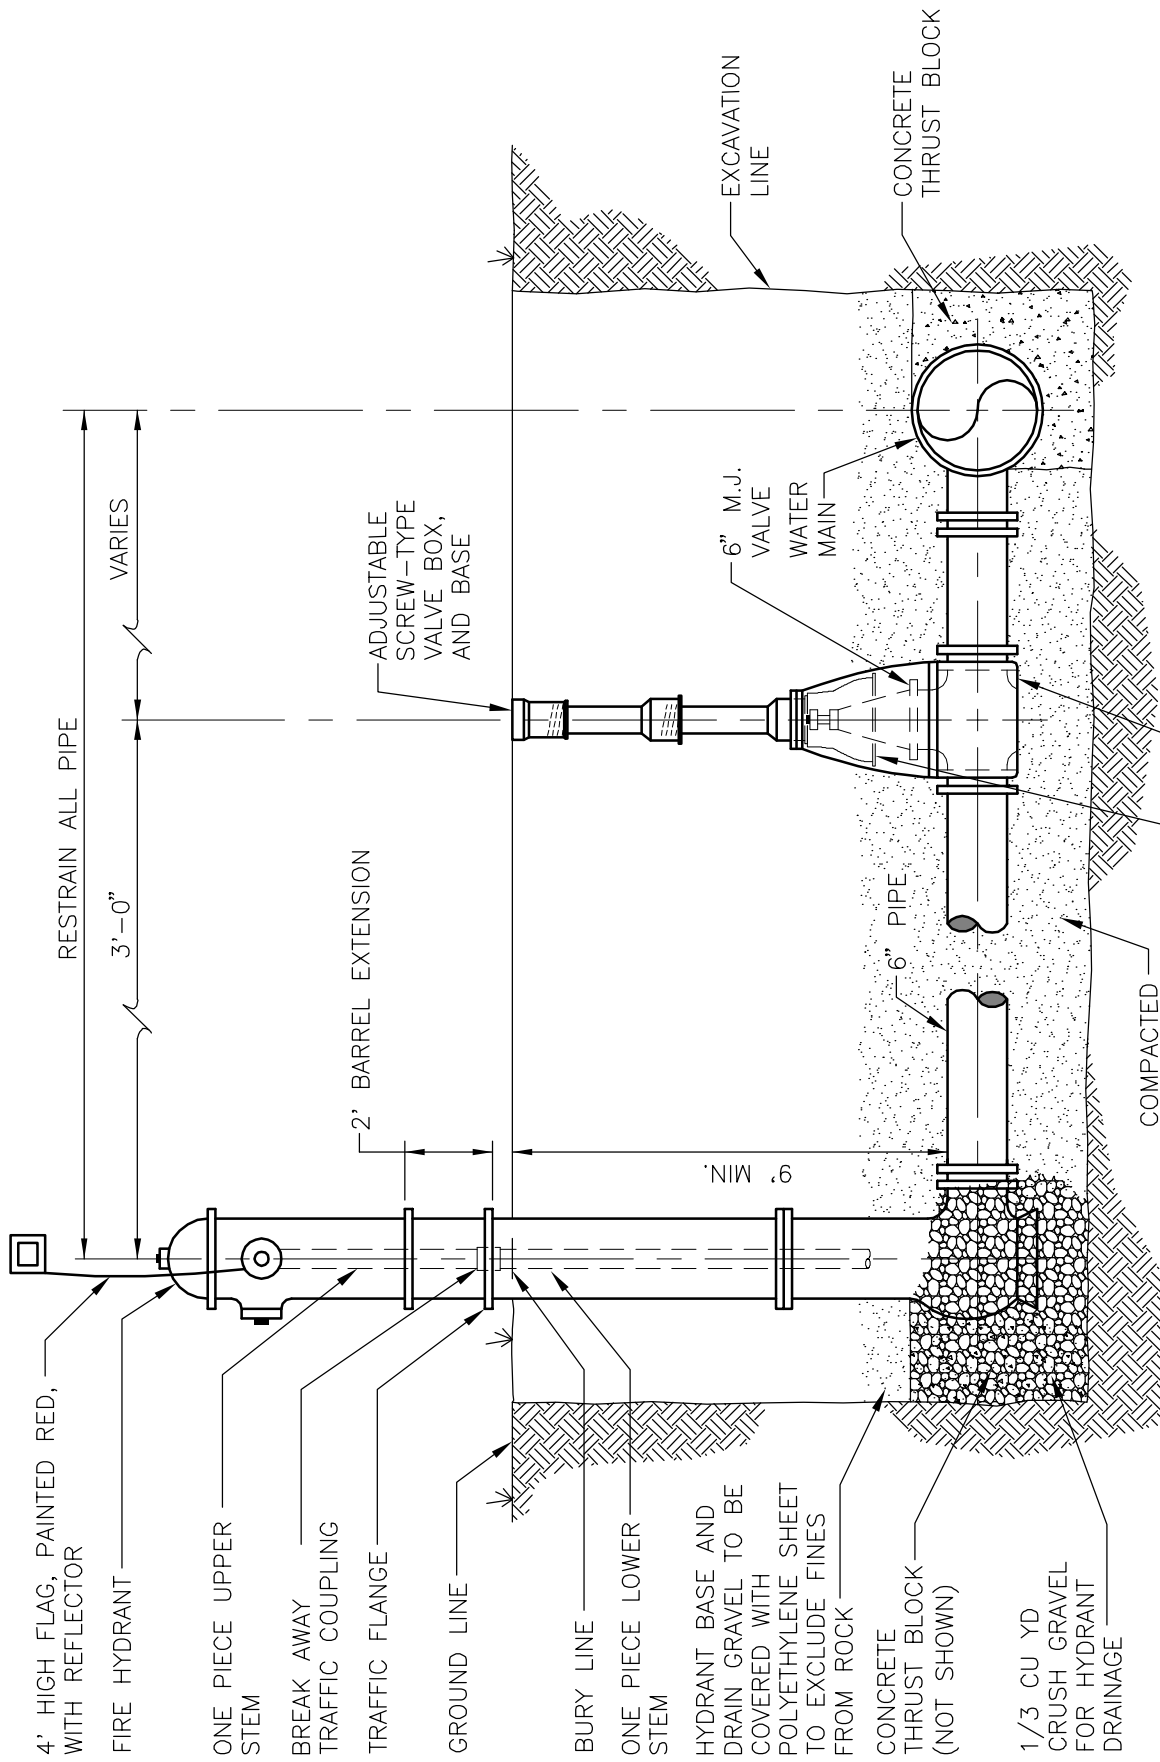 4' HIGH FLAG, PAINTED RED,
WITH REFLECTOR
FIRE HYDRANT
ONE PIECE UPPER
STEM
BREAK AWAY
TRAFFIC COUPLING
TRAFFIC FLANGE
GROUND LINE
BURY LINE
ONE PIECE LOWER
STEM
HYDRANT BASE AND
DRAIN GRAVEL TO BE
COVERED WITH
POLYETHYLENE SHEET
TO EXCLUDE FINES
FROM ROCK
CONCRETE
THRUST BLOCK
(NOT SHOWN)
1/3 CU YD
CRUSH GRAVEL
FOR HYDRANT
DRAINAGE
RESTRAIN ALL PIPE
3'-0"
VARIES
2' BARREL EXTENSION
9' MIN.
ADJUSTABLE
SCREW-TYPE
VALVE BOX,
AND BASE
6" PIPE
6" M.J.
VALVE
WATER
MAIN
COMPACTED
EXCAVATION
LINE
CONCRETE
THRUST BLOCK